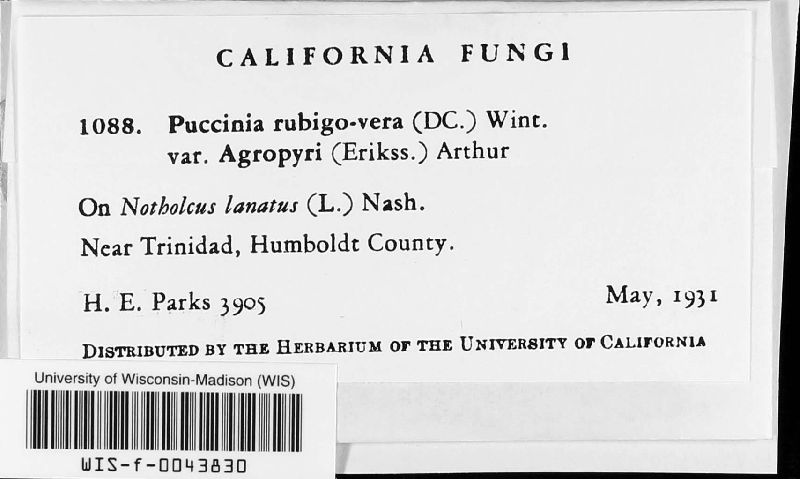 CALIFORNIA FUNGI
1088. Puccinia rubigo-vera (DC.) Wint.
var. Agropyri (Erikss.) Arthur
On Notholcus lanatus (L.) Nash.
Near Trinidad, Humboldt County.
H. E. Parks 3905 May, 1931
DISTRIBUTED BY THE HERBARIUM OF THE UNIVERSITY OF CALIFORNIA
University of Wisconsin-Madison (WIS)
WIS-f-0043830